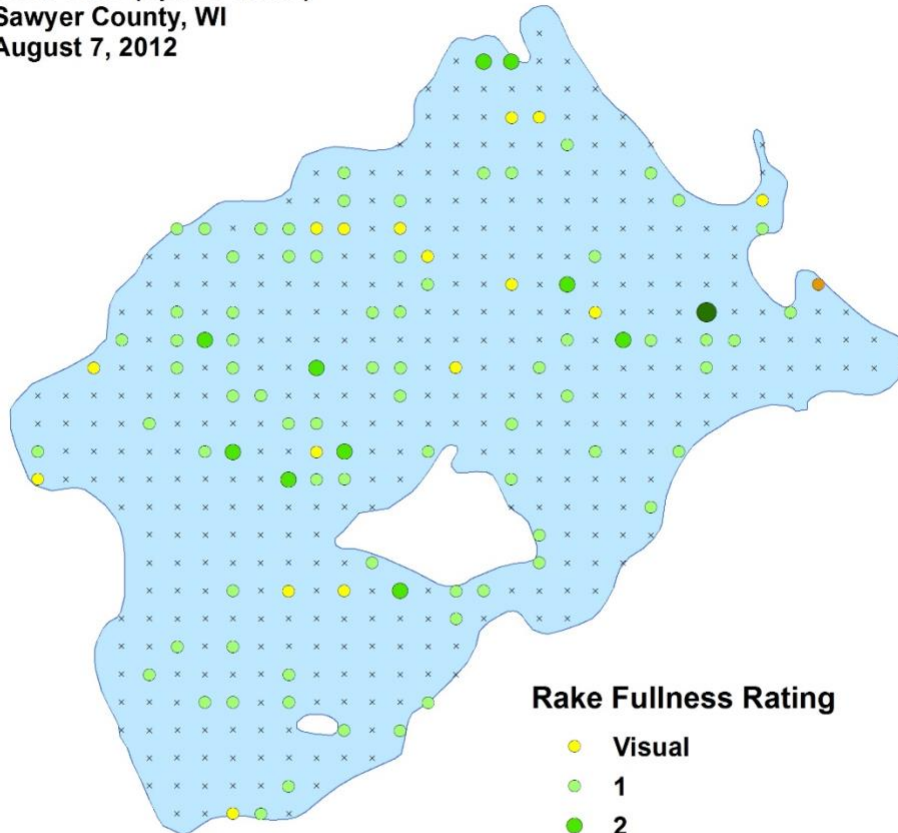 Sawyer County, WI
August 7, 2012
Rake Fullness Rating
Visual
1
2